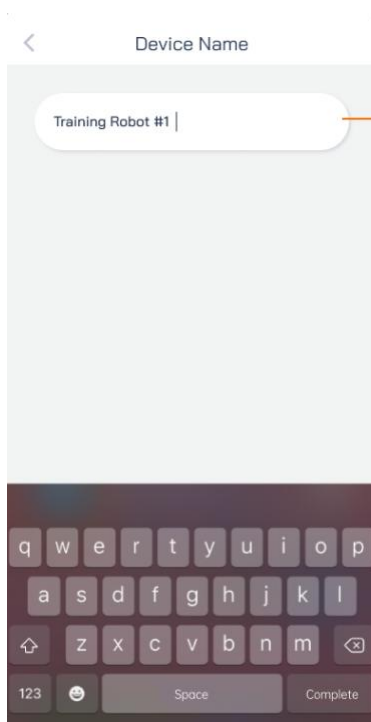 Device Name
Training Robot #1
q w e r t y u i o p
a s d f g h j k l
z x c v b n m
123 Space Complete